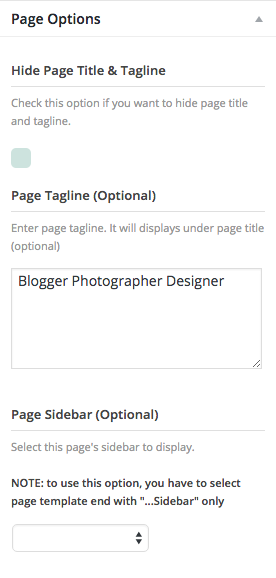 Page Options
Hide Page Title & Tagline
Check this option if you want to hide page title
and tagline.
Page Tagline (Optional)
Enter page tagline. It will displays under page title
(optional)
Blogger Photographer Designer
Page Sidebar (Optional)
Select this page's sidebar to display.
NOTE: to use this option, you have to select
page template end with "...Sidebar" only